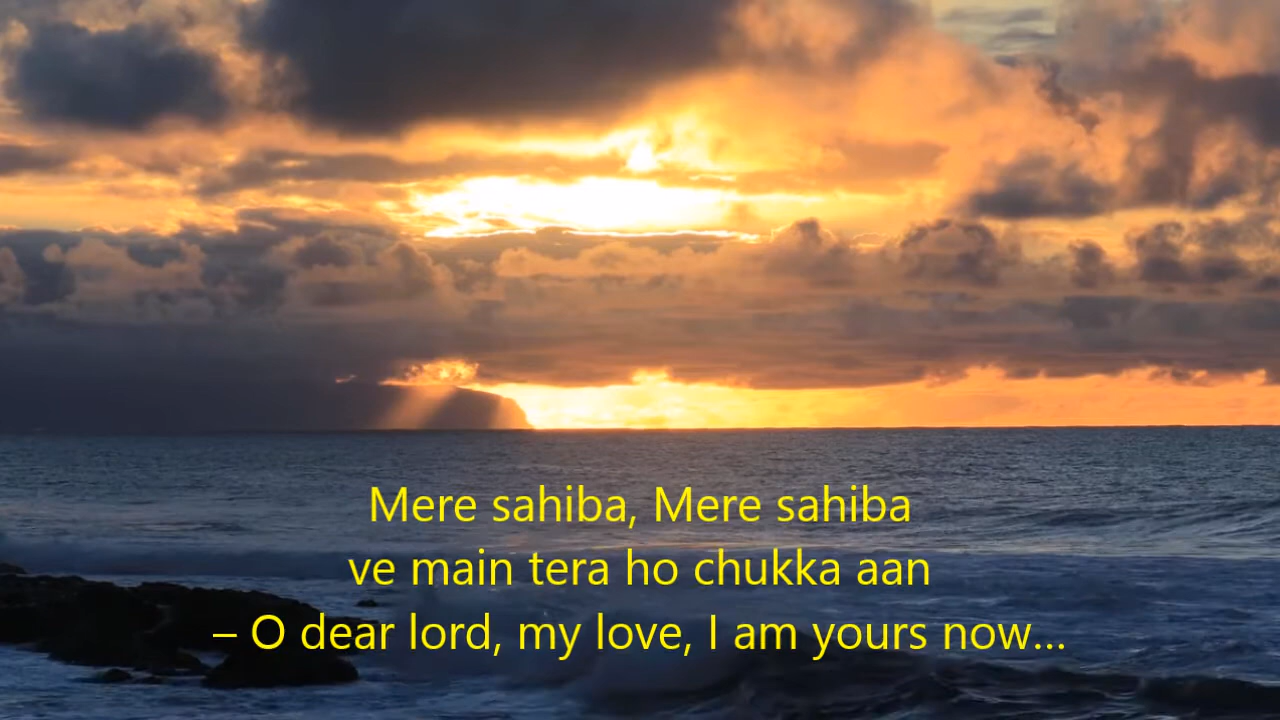 Mere sahiba, Mere sahiba
ve main tera ho chukka aan
– O dear lord, my love, I am yours now...